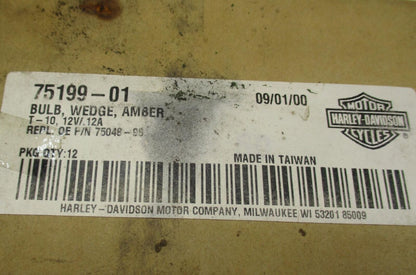 75199-01
09/01/00
BULB, WEDGE, AMBER
T-10, 12V/.12A
REPL. OE P/N 75048-
PKG QTY:12
MADE IN TAIWAN
MOTOR
HARLEY-DAVIDSON
CYCLES
HARLEY-DAVIDSON MOTOR COMPANY, MILWAUKEE WI 53201 85009